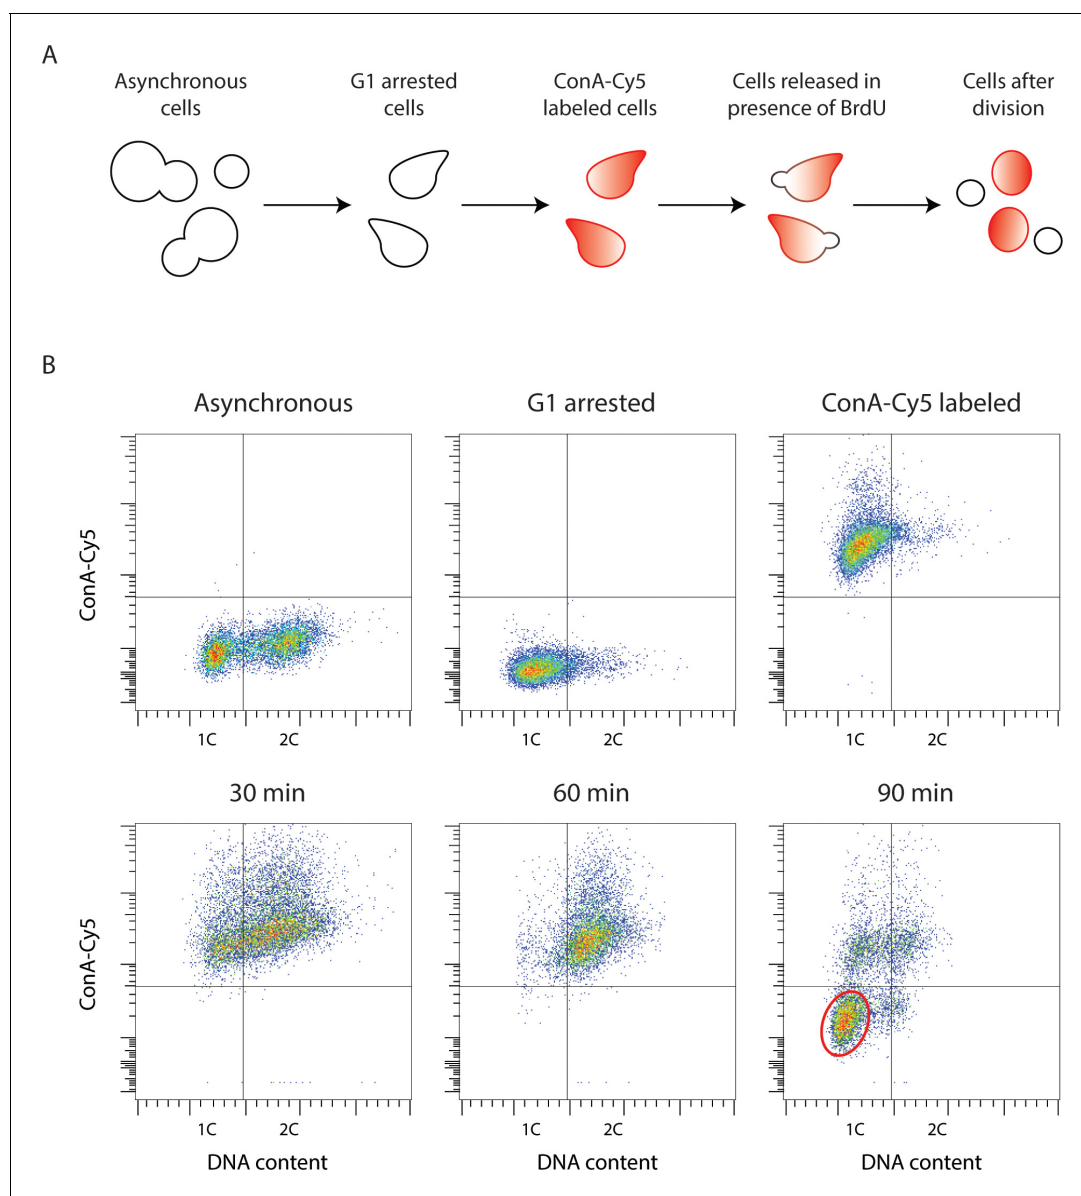 A
Asynchronous
cells
G1 arrested
cells
ConA-Cy5
labeled cells
Cells released in
presence of BrdU
Cells after
division
B
Asynchronous
G1 arrested
ConA-Cy5 labeled
ConA-Cy5
1C
2C
1C
2C
1C
2C
30 min
60 min
90 min
ConA-Cy5
1C
2C
1C
2C
1C
2C
DNA content
DNA content
DNA content